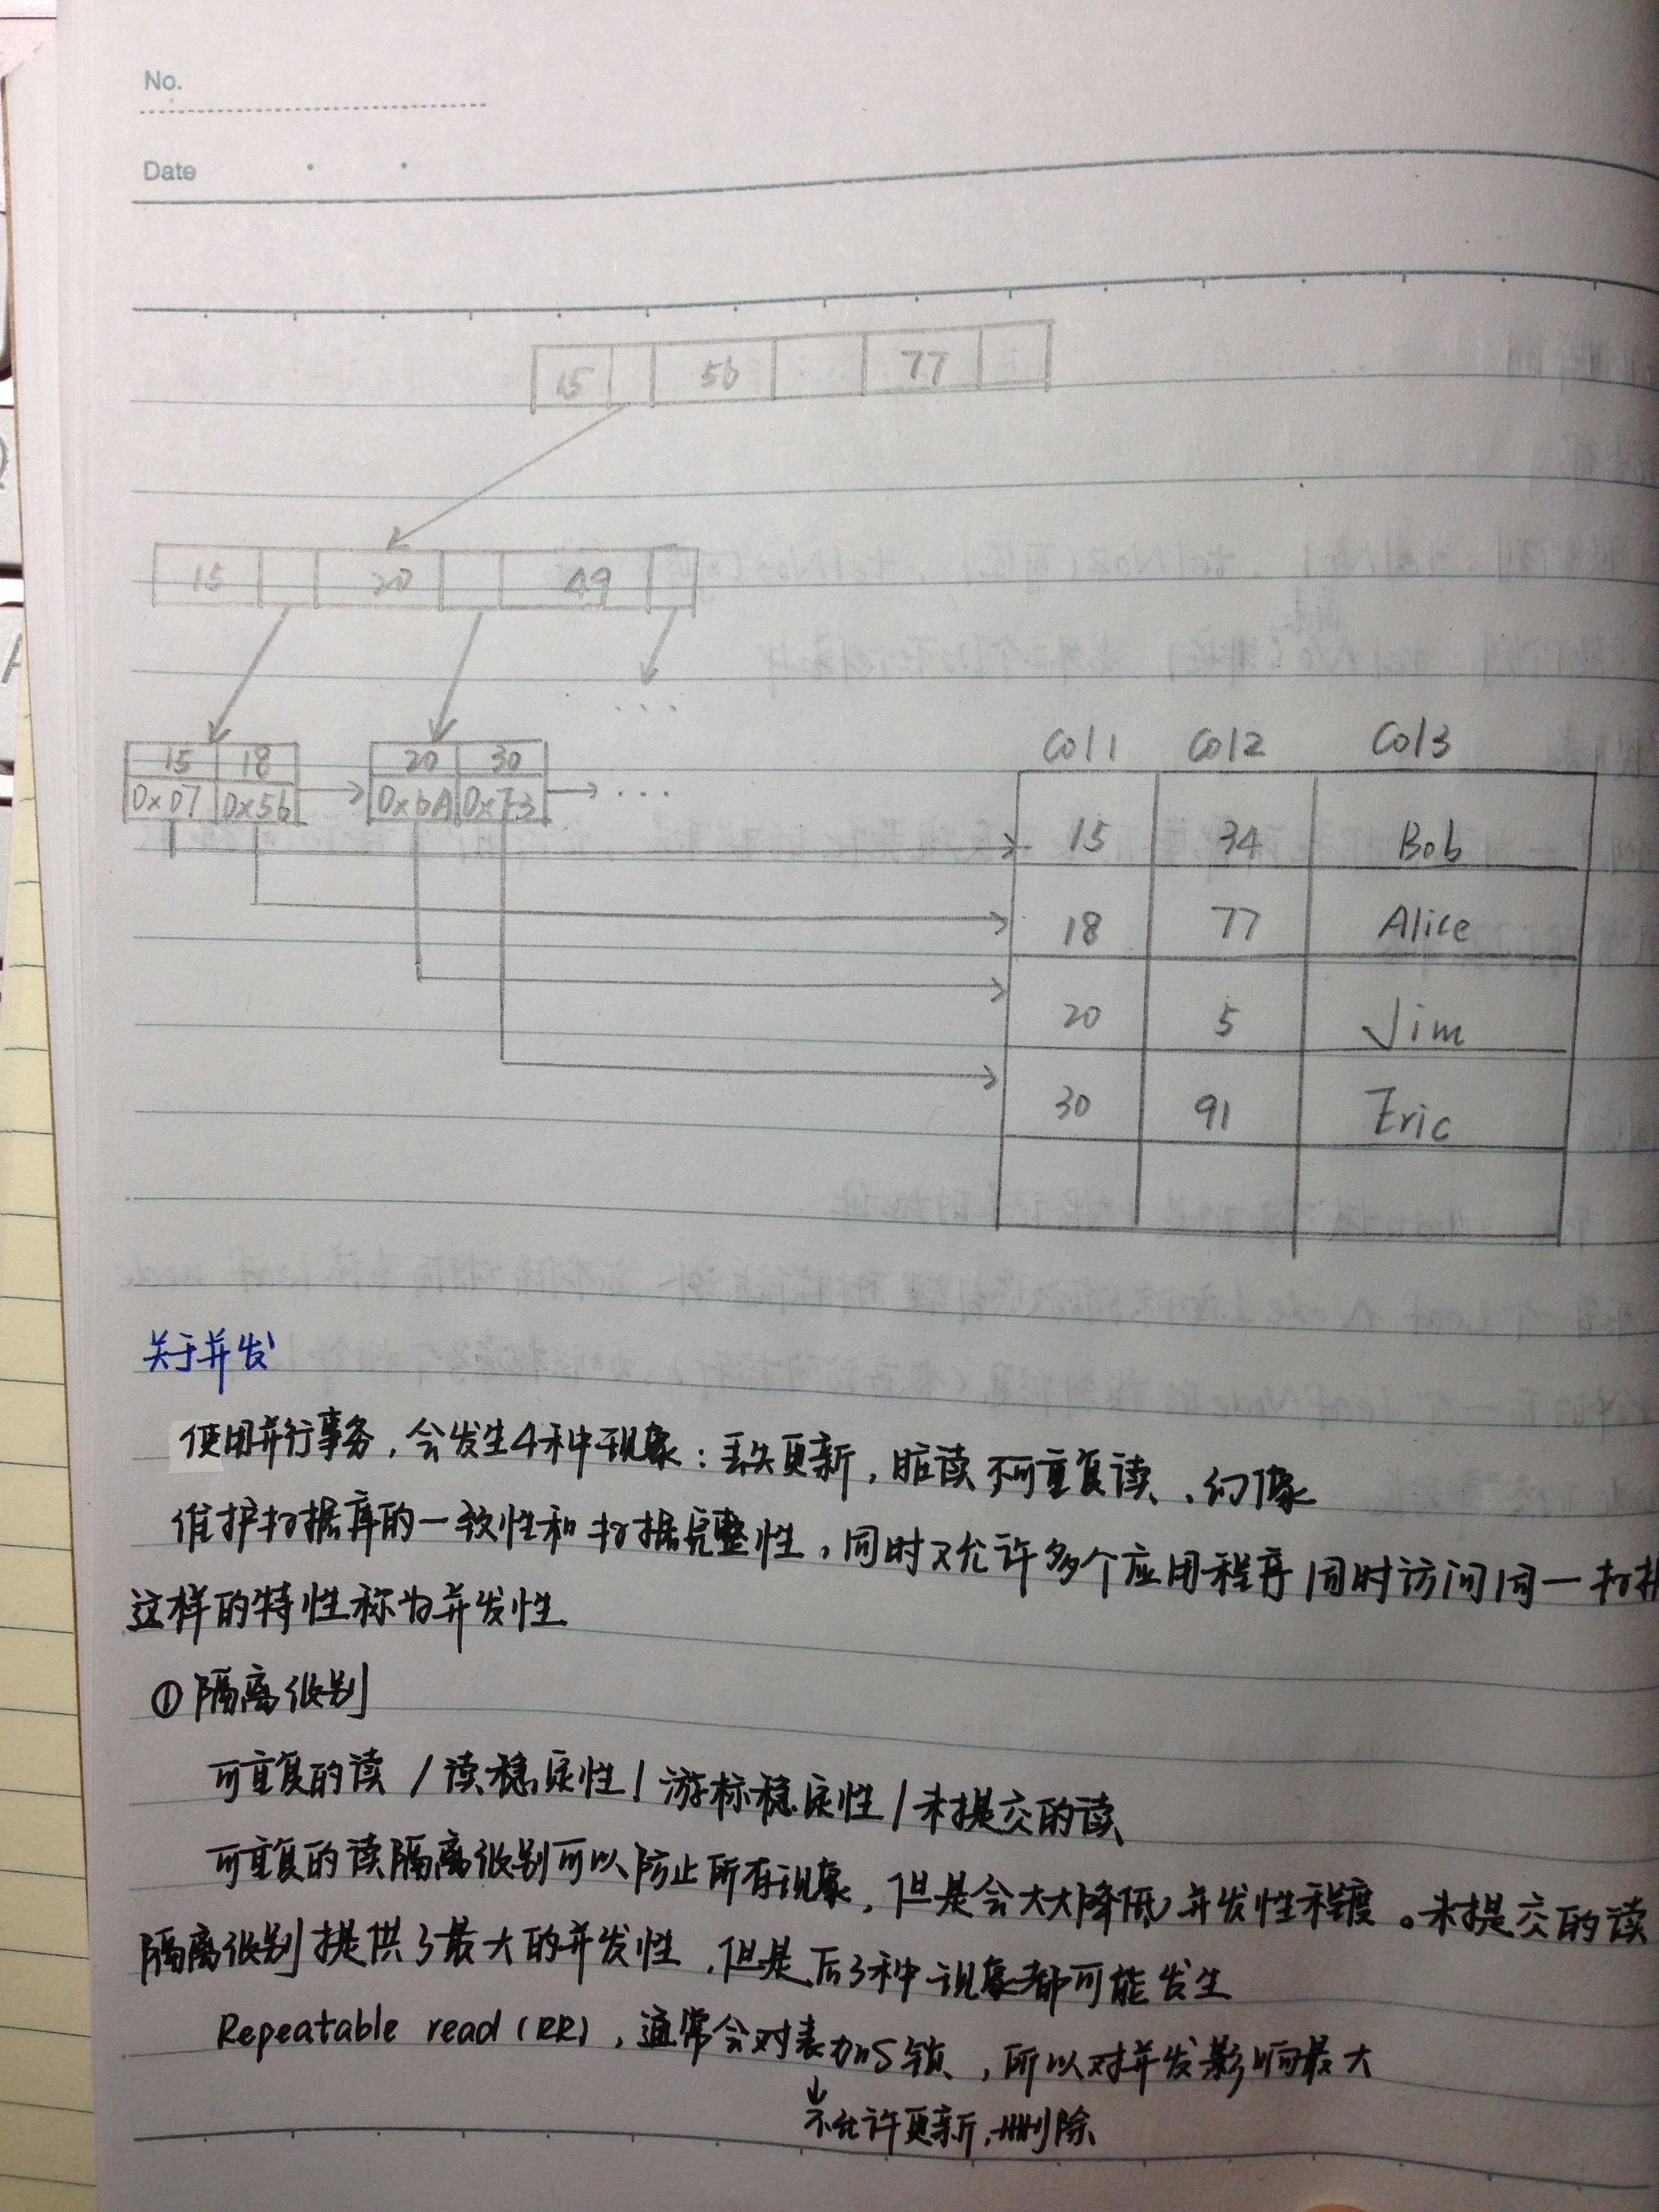 No.
Date
15 56 77
15 20 49
...
15 18 20 30
0x07 0x56 0x6A 0xF3 ...
Col1 Col2 Col3
15 34 Bob
18 77 Alice
20 5 Jim
30 91 Eric
关于并发
使用并行事务，会发生4种现象：丢失更新，脏读 不可重复读、幻像
维护数据库的一致性和数据完整性，同时又允许多个应用程序同时访问同一数据
这样的特性称为并发性
①隔离级别
可重复的读 / 读稳定性 / 游标稳定性 / 未提交的读
可重复的读隔离级别可以防止所有现象，但是会大大降低并发性程度。未提交的读
隔离级别提供了最大的并发性，但是后3种现象都可能发生
Repeatable read (RR)，通常会对表加S锁，所以对并发影响最大
不允许更新，删除